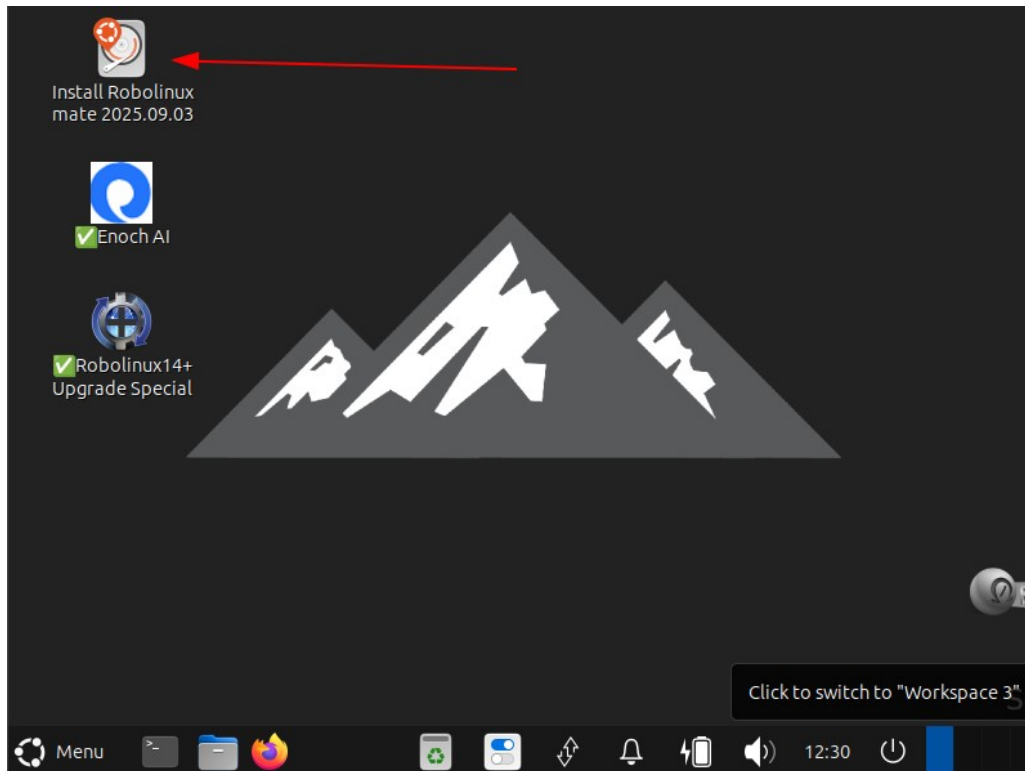 Install Robolinux
mate 2025.09.03
✅Enoch AI
✅Robolinux14+
Upgrade Special
Click to switch to "Workspace 3"
Menu
12:30